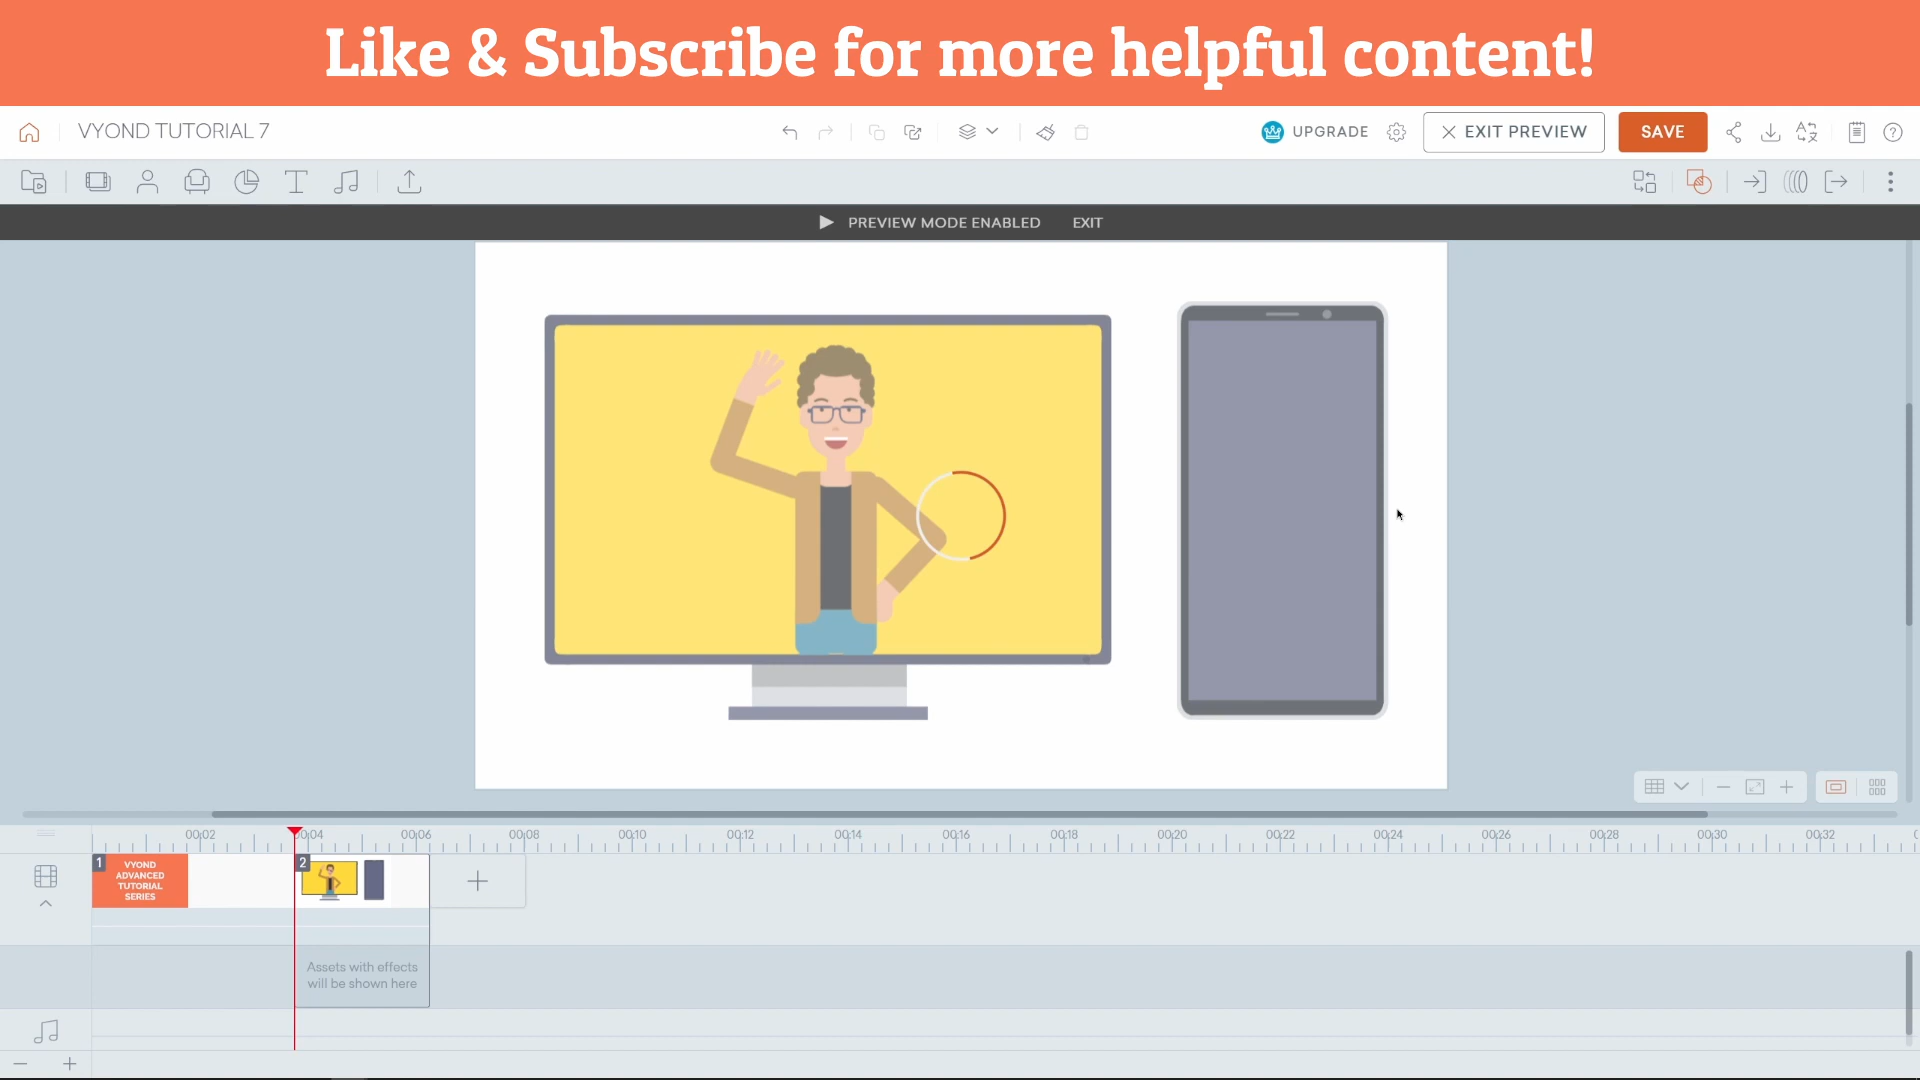 Like & Subscribe for more helpful content!
VYOND TUTORIAL 7
UPGRADE
EXIT PREVIEW
SAVE
PREVIEW MODE ENABLED EXIT
00:02 00:04 00:06 00:08 00:10 00:12 00:14 00:16 00:18 00:20 00:22 00:24 00:26 00:28 00:30 00:32
1
VYOND
ADVANCED
TUTORIAL
SERIES
2
Assets with effects
will be shown here